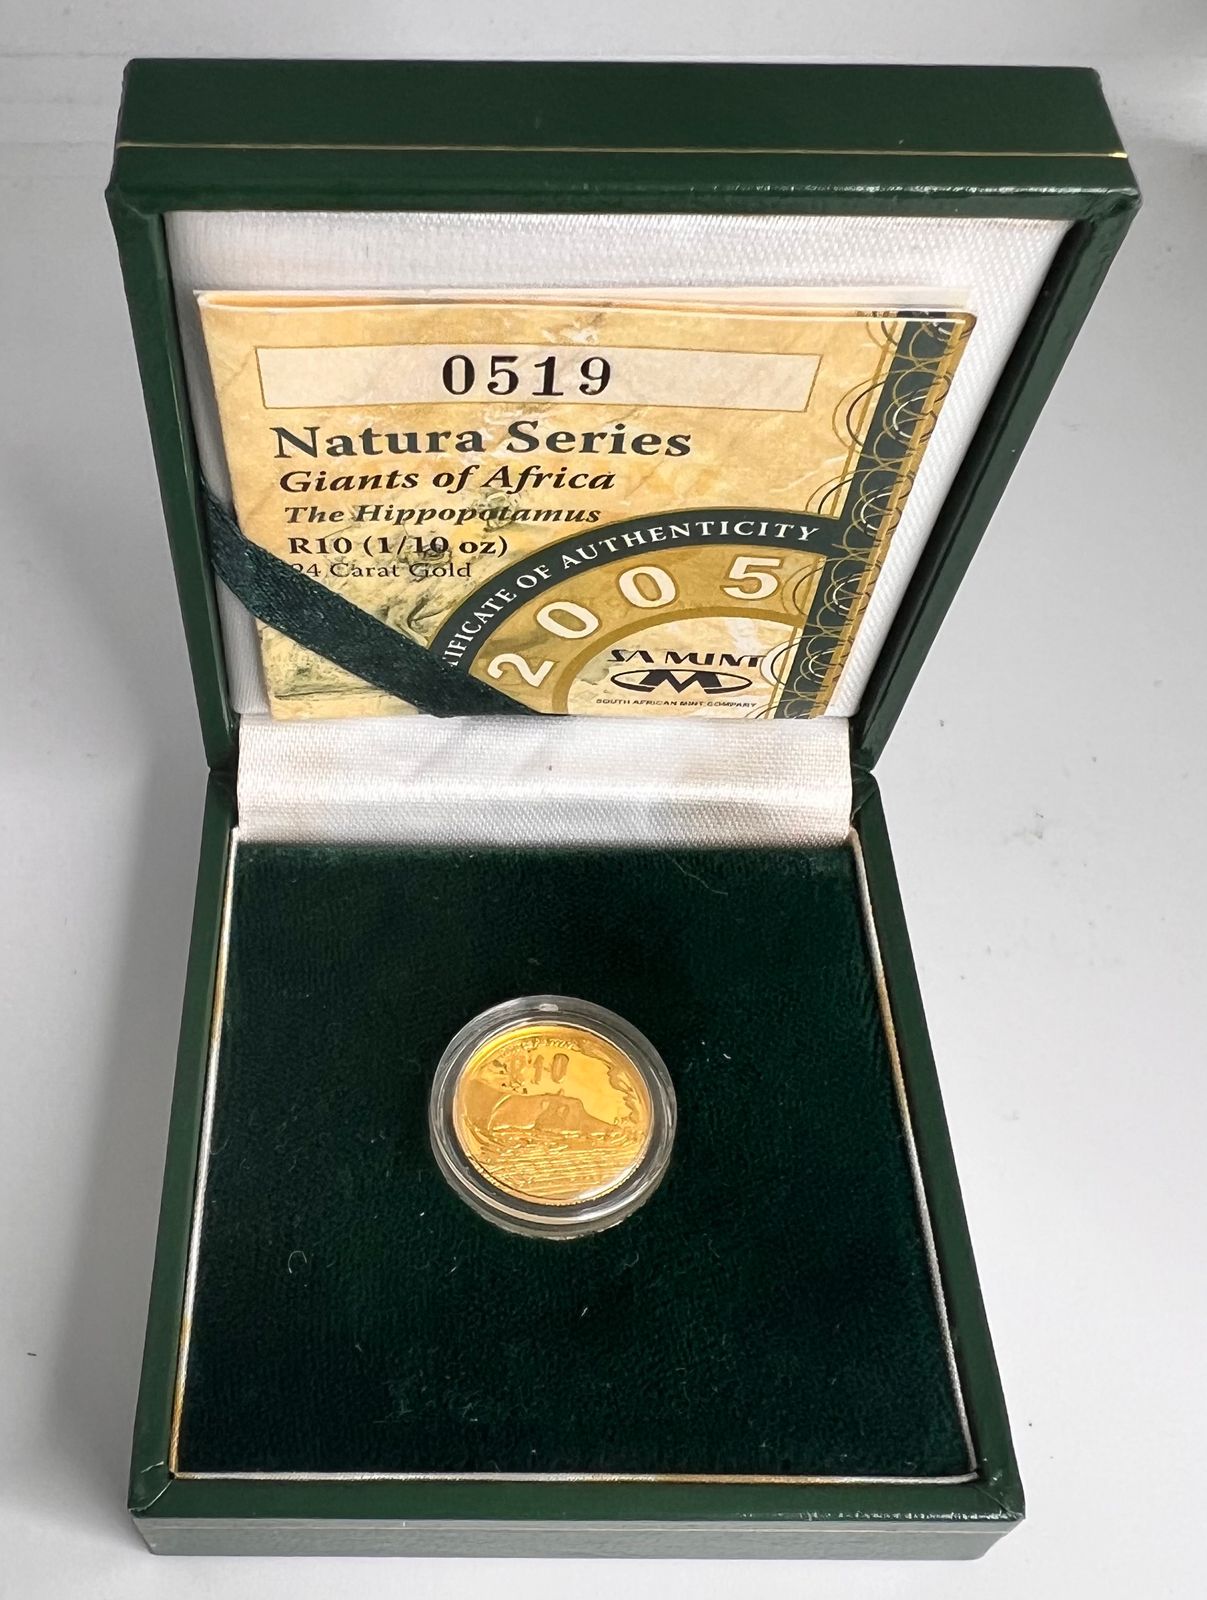 0519
Natura Series
Giants of Africa
The Hippopotamus
R10 (1/10 oz)
24 Carat Gold
CERTIFICATE OF AUTHENTICITY
2005
SA MINT
SOUTH AFRICAN MINT COMPANY
R10